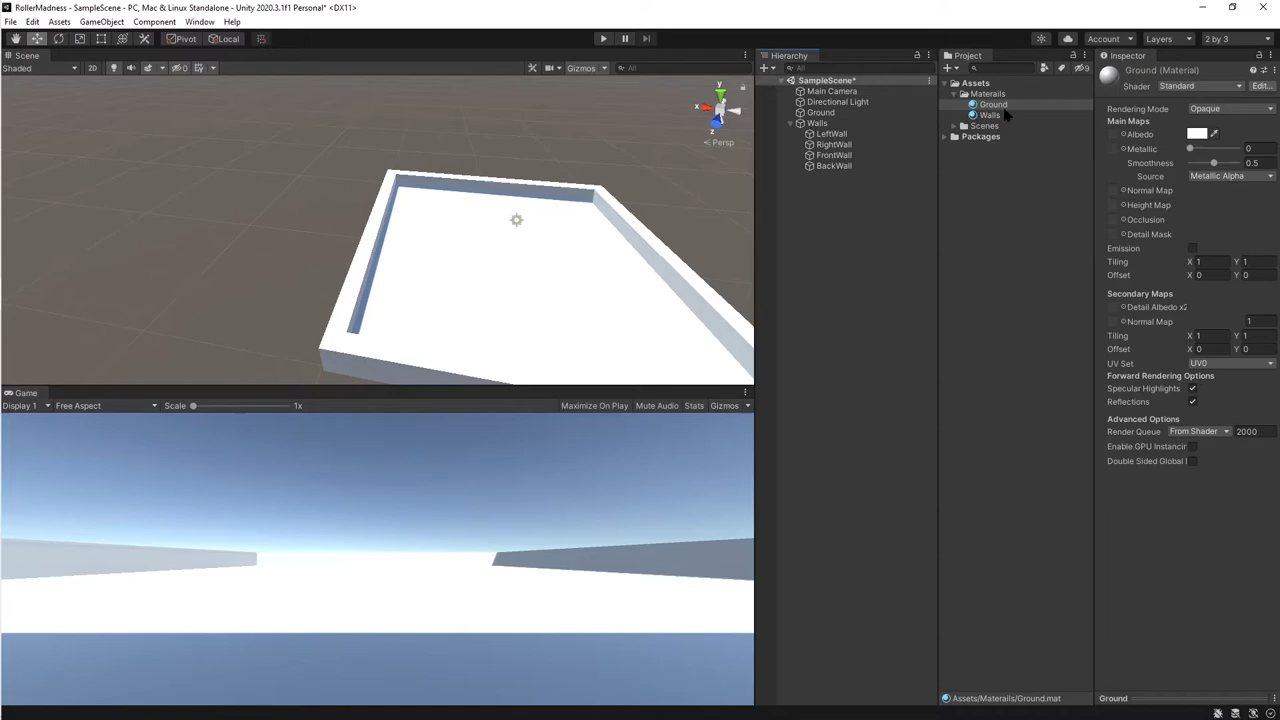 RollerMadness - SampleScene - PC, Mac & Linux Standalone - Unity 2020.3.1f1 Personal* <DX11>
File Edit Assets GameObject Component Window Help
Pivot Local Account Layers 2 by 3
Scene
Shaded 2D 0 Gizmos All
y
x
z
Persp
Hierarchy
All
SampleScene*
Main Camera
Directional Light
Ground
Walls
LeftWall
RightWall
FrontWall
BackWall
Project
9
Assets
Materails
Ground
Walls
Scenes
Packages
Assets/Materails/Ground.mat
Inspector
Ground (Material)
Shader Standard Edit...
Rendering Mode Opaque
Main Maps
Albedo
Metallic 0
Smoothness 0.5
Source Metallic Alpha
Normal Map
Height Map
Occlusion
Detail Mask
Emission
Tiling X 1 Y 1
Offset X 0 Y 0
Secondary Maps
Detail Albedo x2
Normal Map 1
Tiling X 1 Y 1
Offset X 0 Y 0
UV Set UV0
Forward Rendering Options
Specular Highlights
Reflections
Advanced Options
Render Queue From Shader 2000
Enable GPU Instancin
Double Sided Global I
Ground
Game
Display 1 Free Aspect Scale 1x Maximize On Play Mute Audio Stats Gizmos